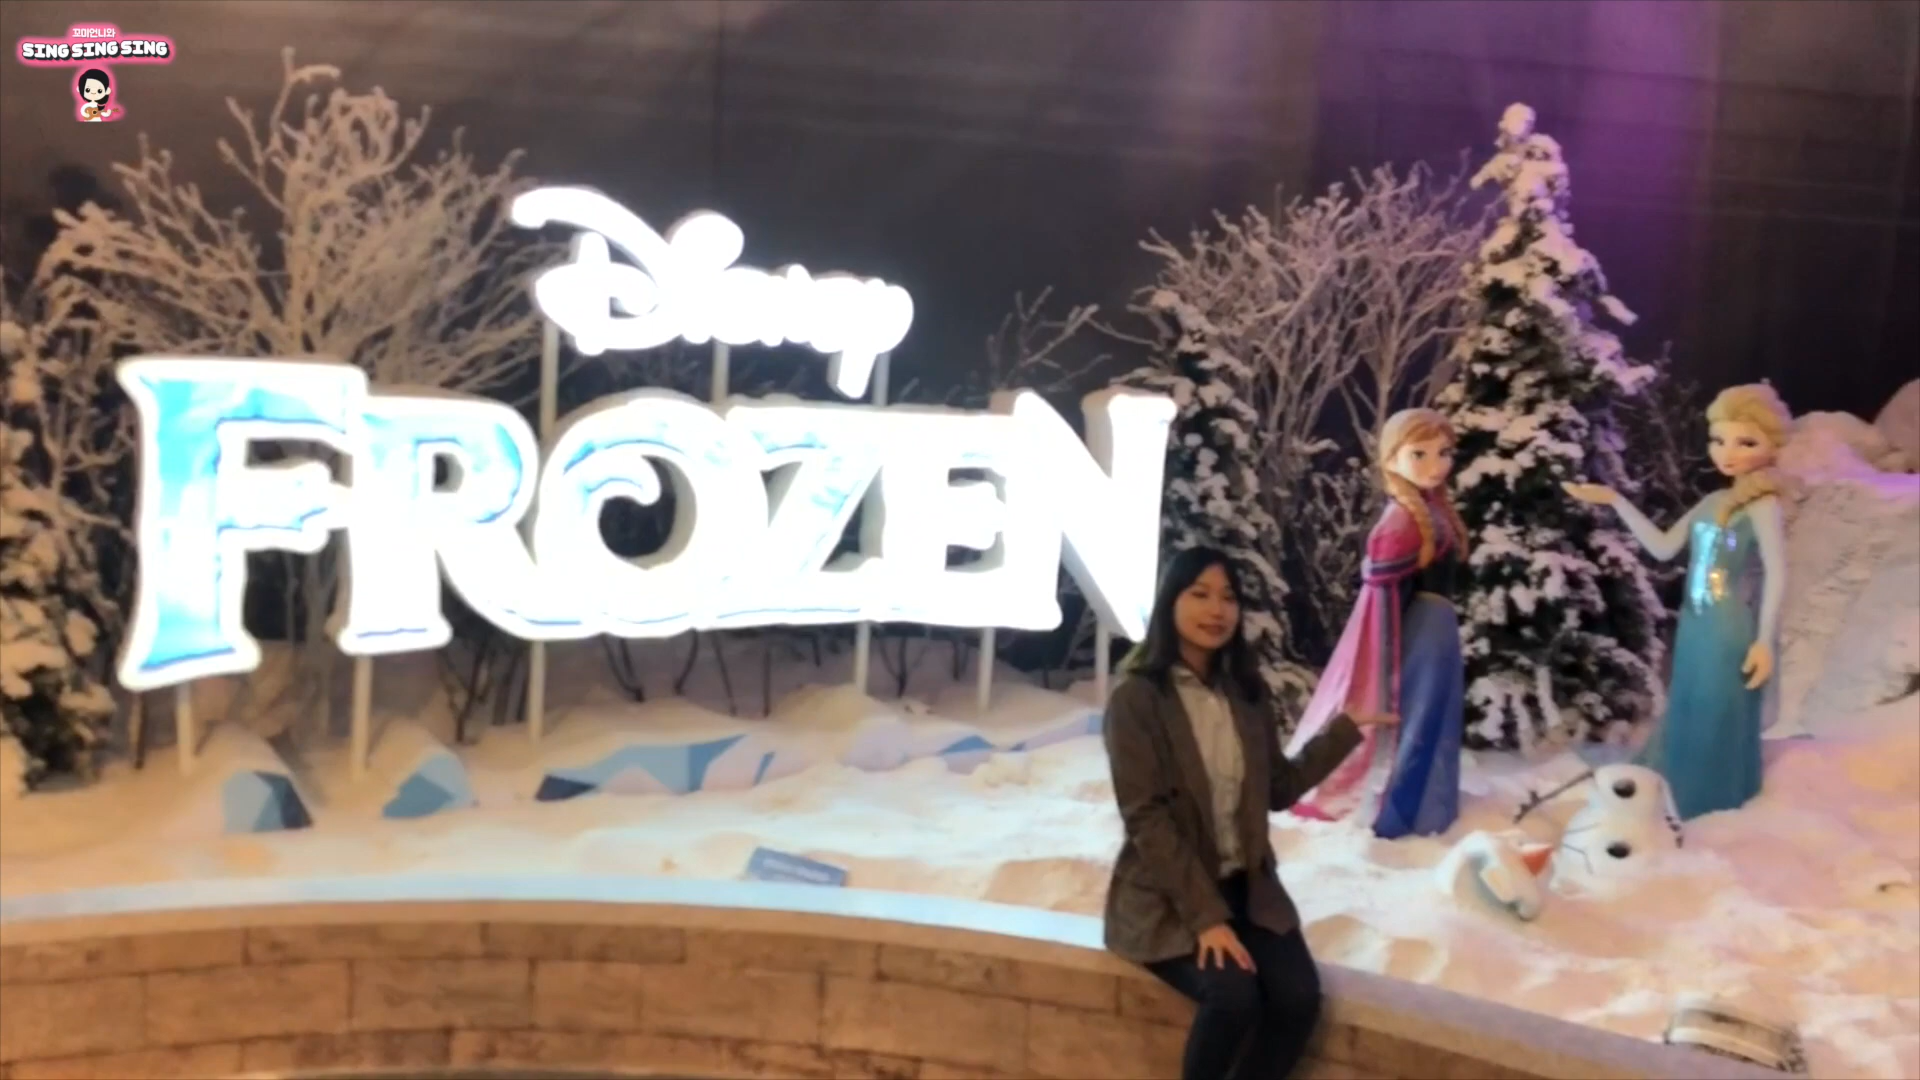 꼬마언니와
SING SING SING
Disney
FROZEN